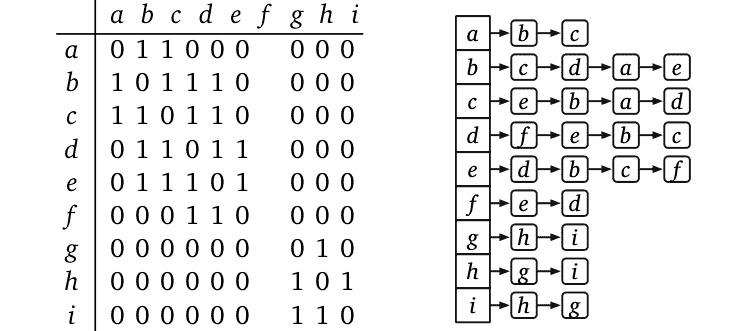 a b c d e f g h i
a 0 1 1 0 0 0 0 0 0
b 1 0 1 1 1 0 0 0 0
c 1 1 0 1 1 0 0 0 0
d 0 1 1 0 1 1 0 0 0
e 0 1 1 1 0 1 0 0 0
f 0 0 0 1 1 0 0 0 0
g 0 0 0 0 0 0 0 1 0
h 0 0 0 0 0 0 1 0 1
i 0 0 0 0 0 0 1 1 0
a b c
b c d a e
c e b a d
d f e b c
e d b c f
f e d
g h i
h g i
i h g